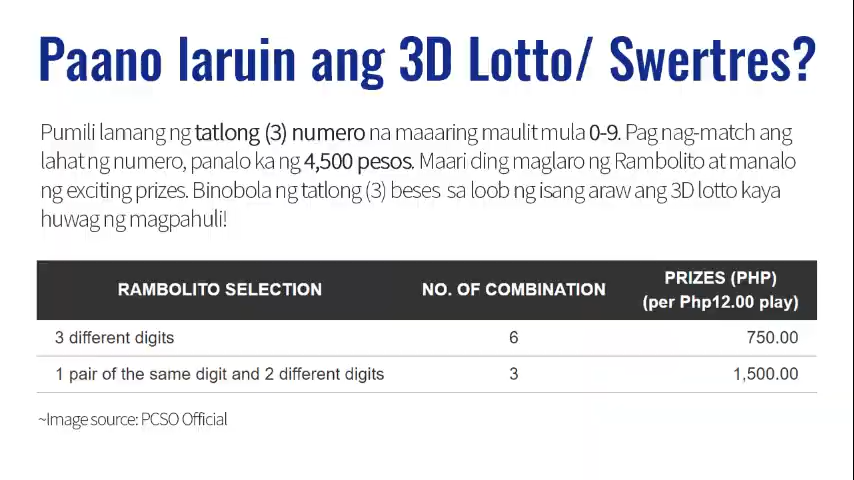 Paano laruin ang 3D Lotto/ Swertres?
Pumili lamang ng tatlong (3) numero na maaaring maulit mula 0-9. Pag nag-match ang
lahat ng numero, panalo ka ng 4,500 pesos. Maari ding maglaro ng Rambolito at manalo
ng exciting prizes. Binobola ng tatlong (3) beses sa loob ng isang araw ang 3D lotto kaya
huwag ng magpahuli!
RAMBOLITO SELECTION NO. OF COMBINATION PRIZES (PHP)
(per Php12.00 play)
3 different digits 6 750.00
1 pair of the same digit and 2 different digits 3 1,500.00
~Image source: PCSO Official